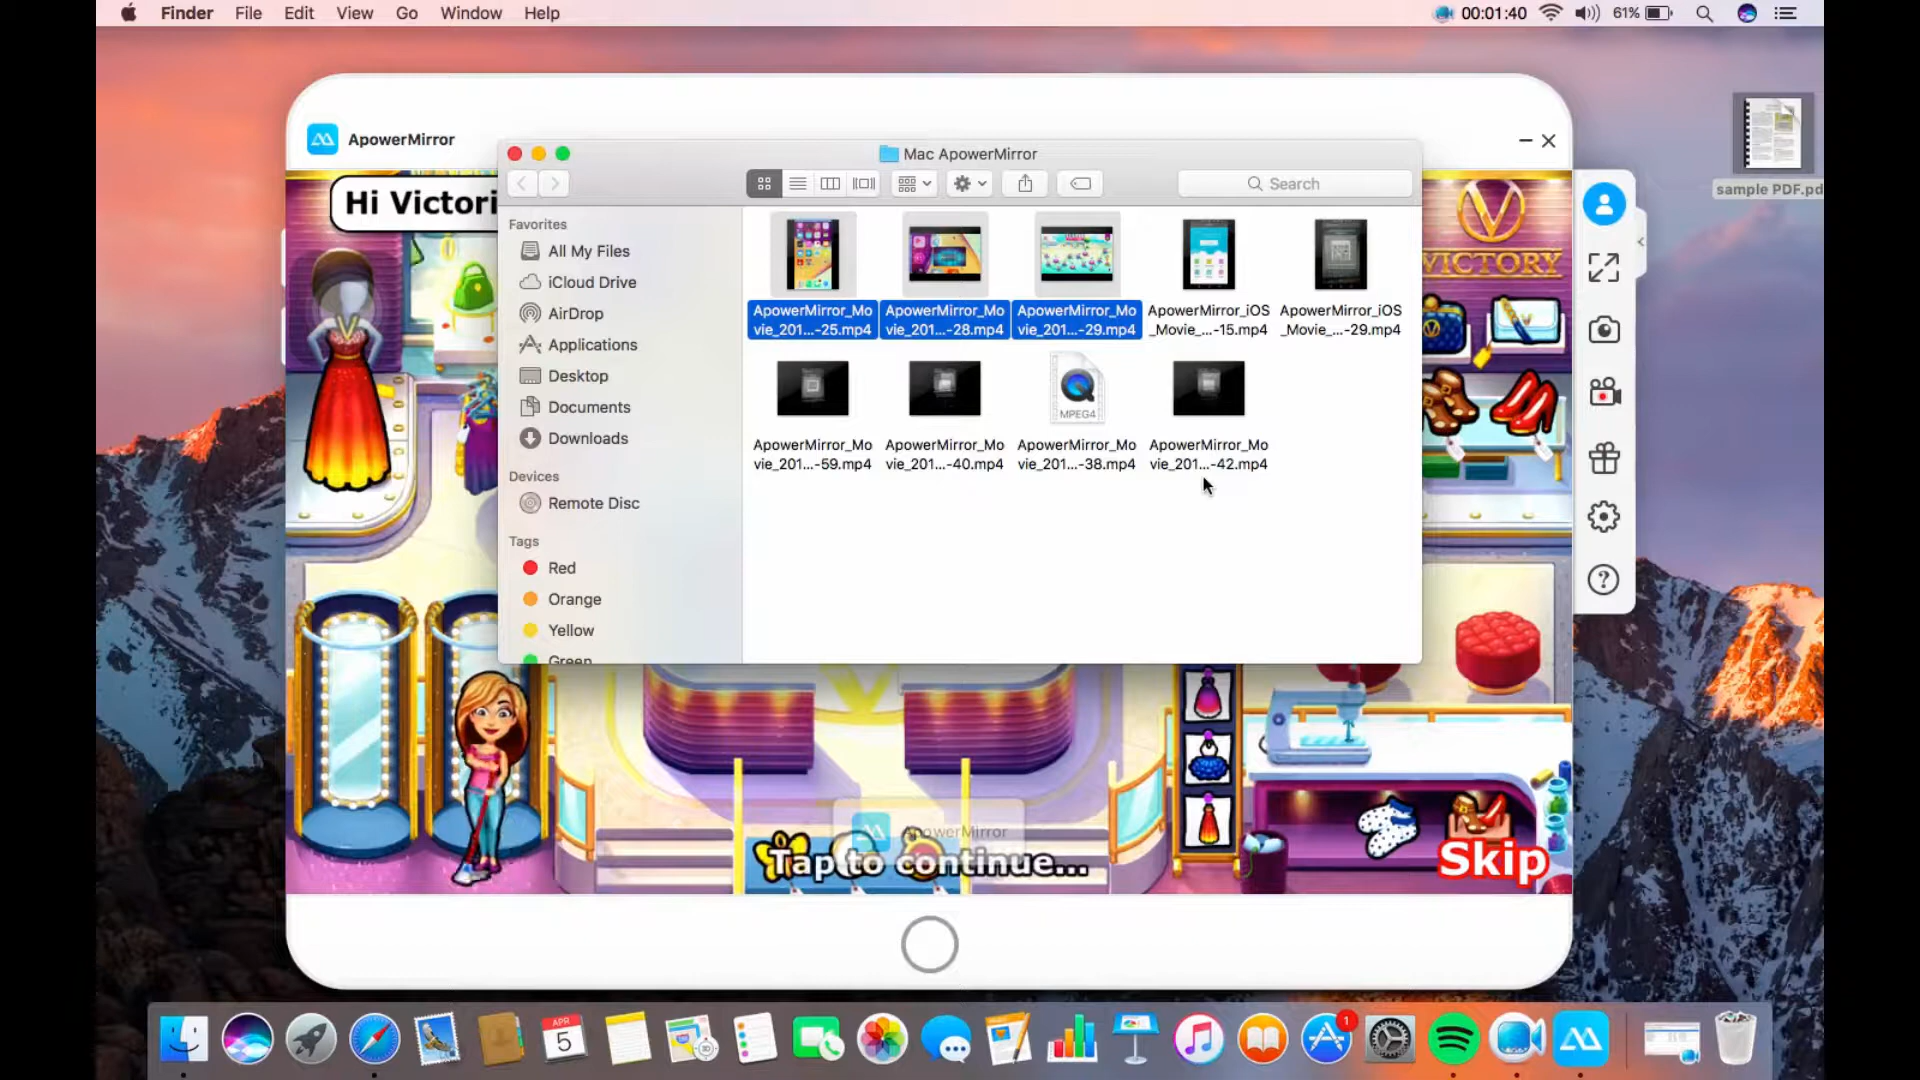 Finder File Edit View Go Window Help
00:01:40 61%
ApowerMirror
sample PDF.pd
Mac ApowerMirror
Search
Hi Victori
VICTORY
Favorites
All My Files
iCloud Drive
AirDrop
Applications
Desktop
Documents
Downloads
Devices
Remote Disc
Tags
Red
Orange
Yellow
Green
ApowerMirror_Mo
vie_201...-25.mp4
ApowerMirror_Mo
vie_201...-28.mp4
ApowerMirror_Mo
vie_201...-29.mp4
ApowerMirror_iOS
_Movie_...-15.mp4
ApowerMirror_iOS
_Movie_...-29.mp4
MPEG4
ApowerMirror_Mo
vie_201...-59.mp4
ApowerMirror_Mo
vie_201...-40.mp4
ApowerMirror_Mo
vie_201...-38.mp4
ApowerMirror_Mo
vie_201...-42.mp4
ApowerMirror
Tap to continue...
Skip
APR
5
1